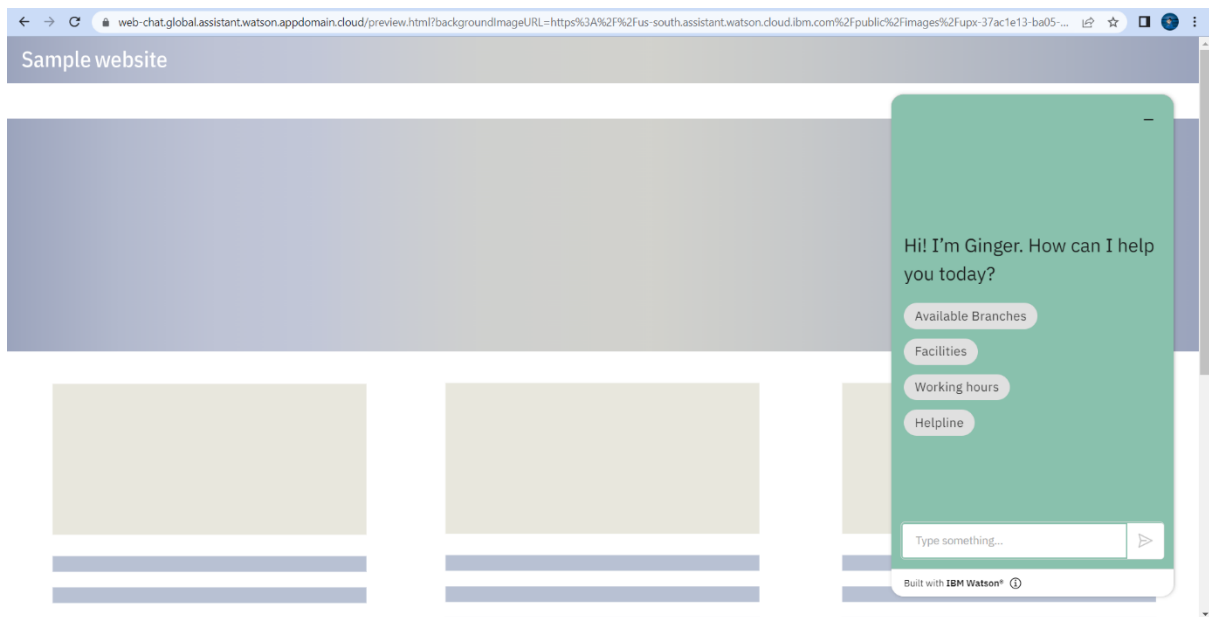 web-chat.global.assistant.watson.appdomain.cloud/preview.html?backgroundImageURL=https%3A%2F%2Fus-south.assistant.watson.cloud.ibm.com%2Fpublic%2Fimages%2Fupx-37ac1e13-ba05-...
Sample website
Hi! I'm Ginger. How can I help
you today?
Available Branches
Facilities
Working hours
Helpline
Type something...
Built with IBM Watson®